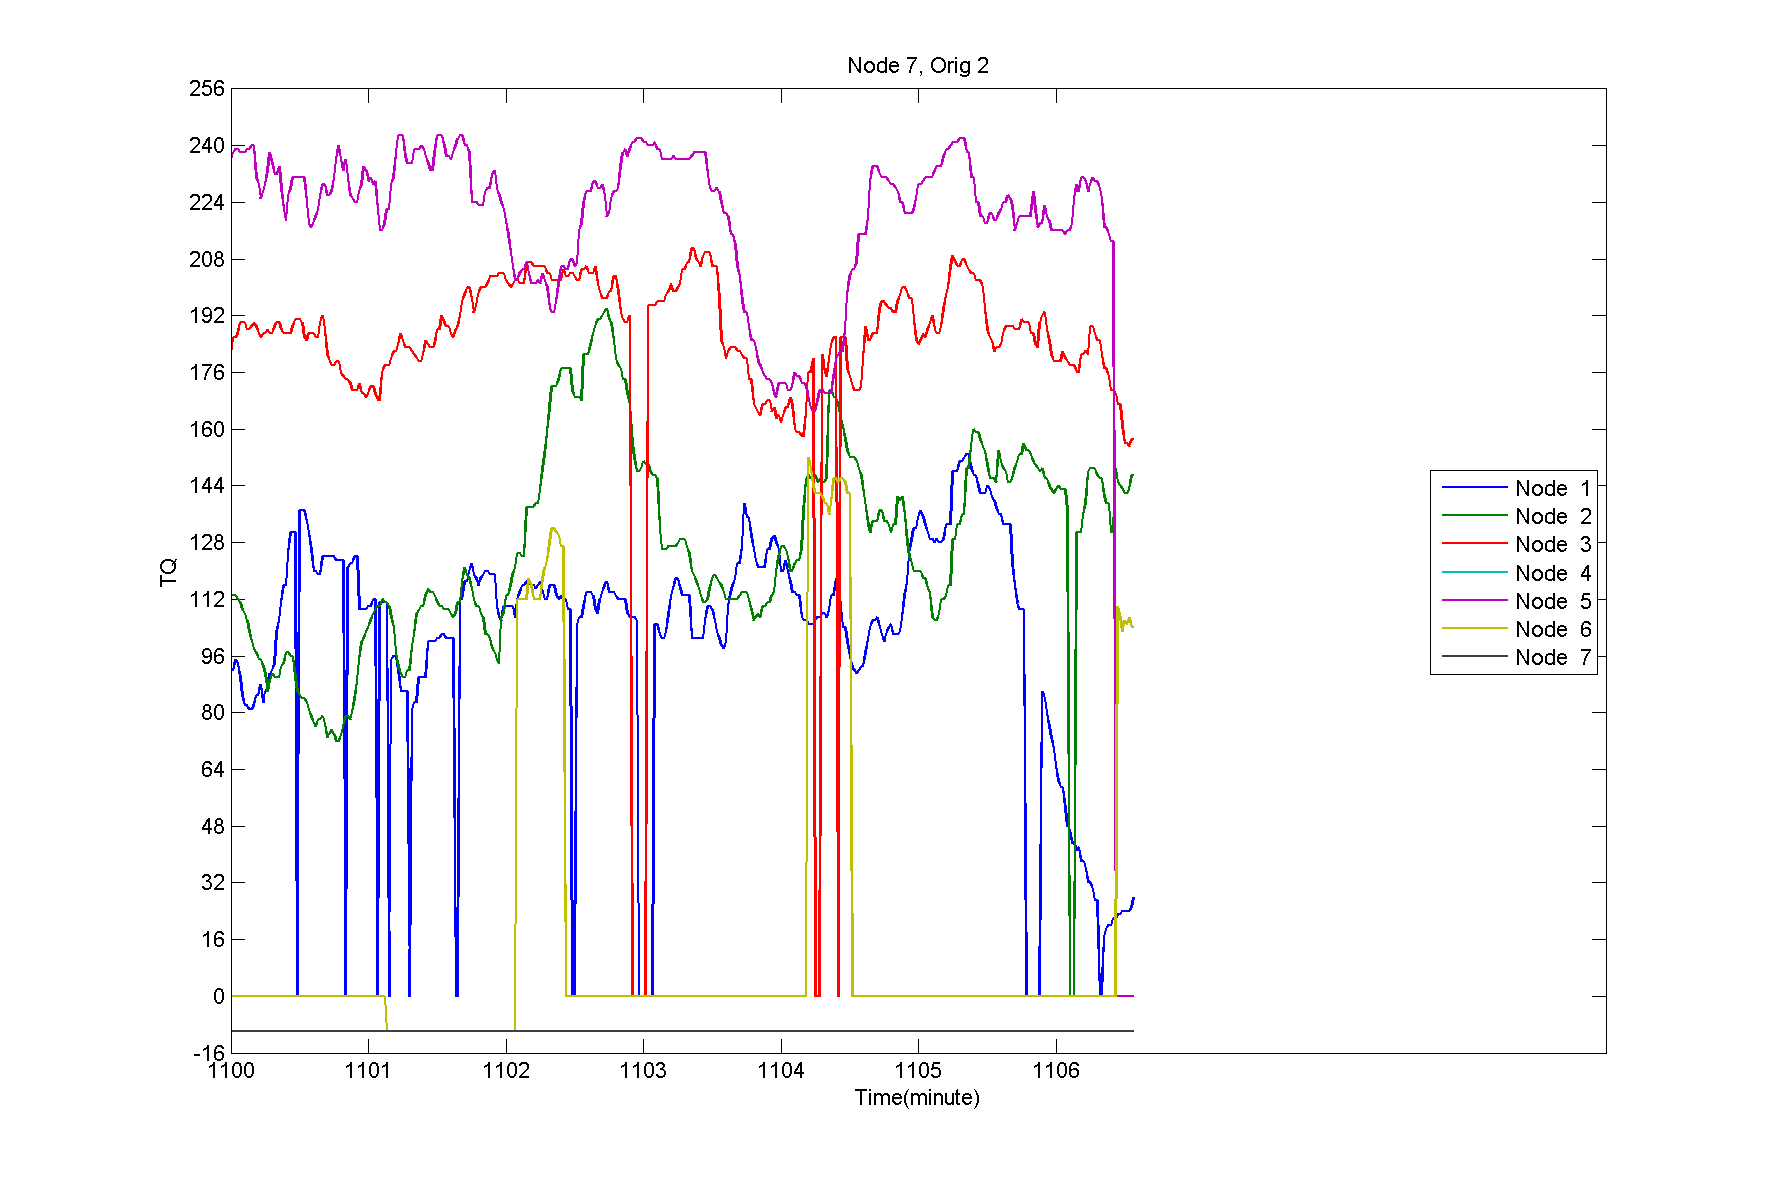 Node 7, Orig 2
256
240
224
208
192
176
160
144
128
112
96
80
64
48
32
16
0
-16
TQ
1100 1101 1102 1103 1104 1105 1106
Time(minute)
Node 1
Node 2
Node 3
Node 4
Node 5
Node 6
Node 7